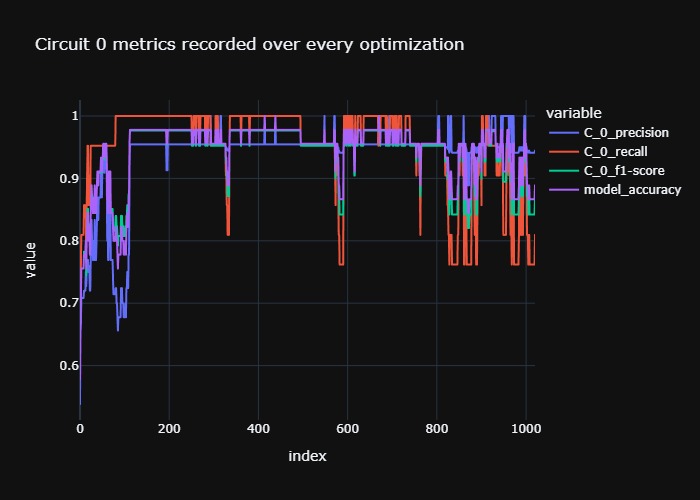 Circuit 0 metrics recorded over every optimization
variable
C_0_precision
C_0_recall
C_0_f1-score
model_accuracy
value
1
0.9
0.8
0.7
0.6
0
200
400
600
800
1000
index